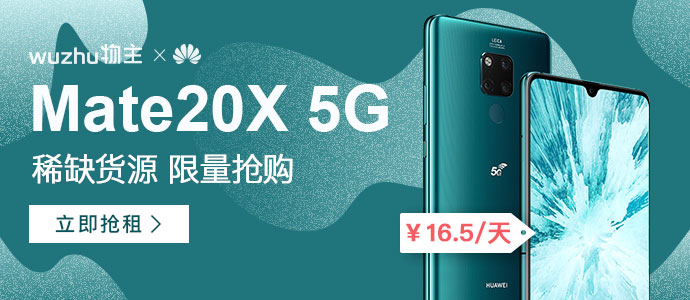 wuzhu物主 ×
Mate20X 5G
稀缺货源 限量抢购
立即抢租 >
LEICA
5G
¥16.5/天
HUAWEI